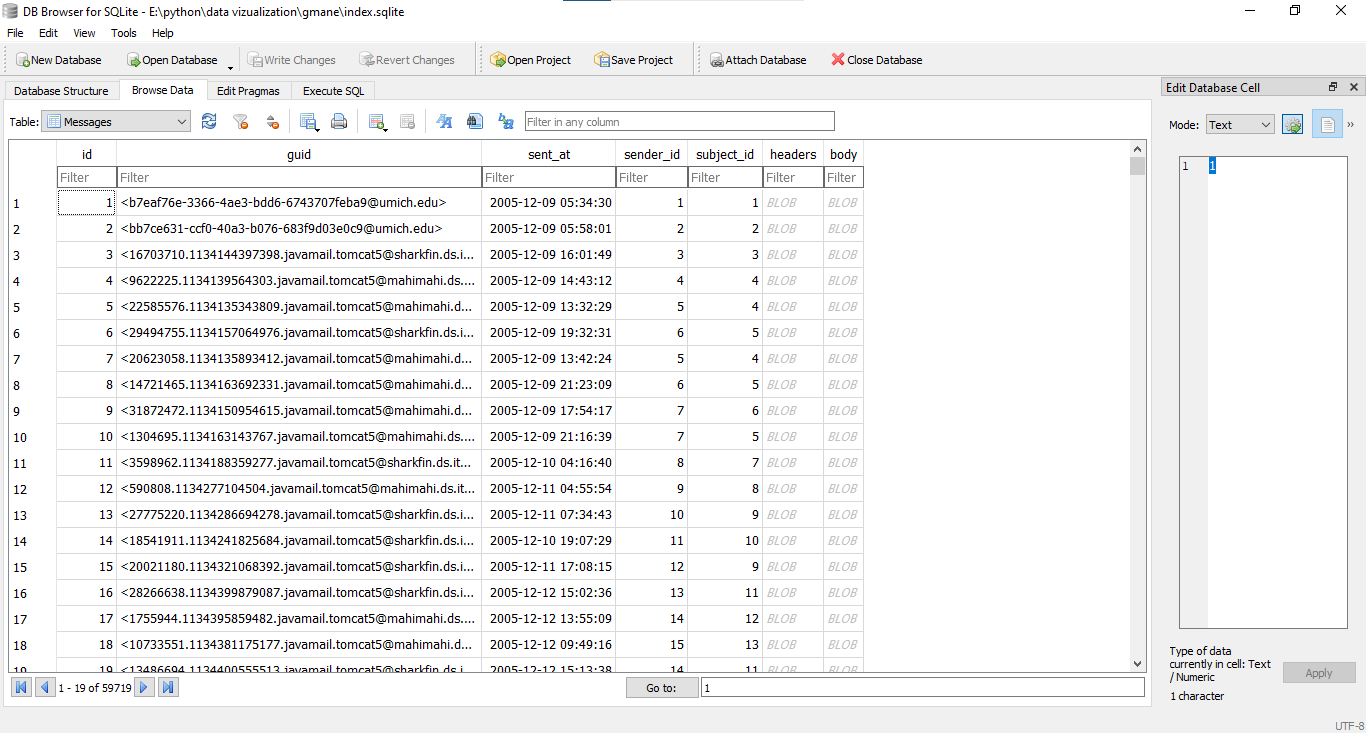 DB Browser for SQLite - E:\python\data vizualization\gmane\index.sqlite
File Edit View Tools Help
New Database Open Database Write Changes Revert Changes Open Project Save Project Attach Database Close Database
Database Structure Browse Data Edit Pragmas Execute SQL
Table: Messages Filter in any column
id guid sent_at sender_id subject_id headers body
Filter Filter Filter Filter Filter Filter Filter
1 1 <b7eaf76e-3366-4ae3-bdd6-6743707feba9@umich.edu> 2005-12-09 05:34:30 1 1 BLOB BLOB
2 2 <bb7ce631-ccf0-40a3-b076-683f9d03e0c9@umich.edu> 2005-12-09 05:58:01 2 2 BLOB BLOB
3 3 <16703710.1134144397398.javamail.tomcat5@sharkfin.ds.i... 2005-12-09 16:01:49 3 3 BLOB BLOB
4 4 <9622225.1134139564303.javamail.tomcat5@mahimahi.ds.... 2005-12-09 14:43:12 4 4 BLOB BLOB
5 5 <22585576.1134135343809.javamail.tomcat5@mahimahi.d... 2005-12-09 13:32:29 5 4 BLOB BLOB
6 6 <29494755.1134157064976.javamail.tomcat5@sharkfin.ds.i... 2005-12-09 19:32:31 6 5 BLOB BLOB
7 7 <20623058.1134135893412.javamail.tomcat5@mahimahi.d... 2005-12-09 13:42:24 5 4 BLOB BLOB
8 8 <14721465.1134163692331.javamail.tomcat5@mahimahi.d... 2005-12-09 21:23:09 6 5 BLOB BLOB
9 9 <31872472.1134150954615.javamail.tomcat5@mahimahi.d... 2005-12-09 17:54:17 7 6 BLOB BLOB
10 10 <1304695.1134163143767.javamail.tomcat5@mahimahi.ds.... 2005-12-09 21:16:39 7 5 BLOB BLOB
11 11 <3598962.1134188359277.javamail.tomcat5@sharkfin.ds.it... 2005-12-10 04:16:40 8 7 BLOB BLOB
12 12 <590808.1134277104504.javamail.tomcat5@mahimahi.ds.it... 2005-12-11 04:55:54 9 8 BLOB BLOB
13 13 <27775220.1134286694278.javamail.tomcat5@sharkfin.ds.i... 2005-12-11 07:34:43 10 9 BLOB BLOB
14 14 <18541911.1134241825684.javamail.tomcat5@sharkfin.ds.i... 2005-12-10 19:07:29 11 10 BLOB BLOB
15 15 <20021180.1134321068392.javamail.tomcat5@sharkfin.ds.i... 2005-12-11 17:08:15 12 9 BLOB BLOB
16 16 <28266638.1134399879087.javamail.tomcat5@sharkfin.ds.i... 2005-12-12 15:02:36 13 11 BLOB BLOB
17 17 <1755944.1134395859482.javamail.tomcat5@mahimahi.ds.... 2005-12-12 13:55:09 14 12 BLOB BLOB
18 18 <10733551.1134381175177.javamail.tomcat5@mahimahi.d... 2005-12-12 09:49:16 15 13 BLOB BLOB
19 19 <13486694.1134400555513.javamail.tomcat5@sharkfin.ds.i... 2005-12-12 15:13:38 14 11 BLOB BLOB
1 - 19 of 59719 Go to: 1
Edit Database Cell
Mode: Text
1 1
Type of data
currently in cell: Text
/ Numeric
1 character
Apply
UTF-8